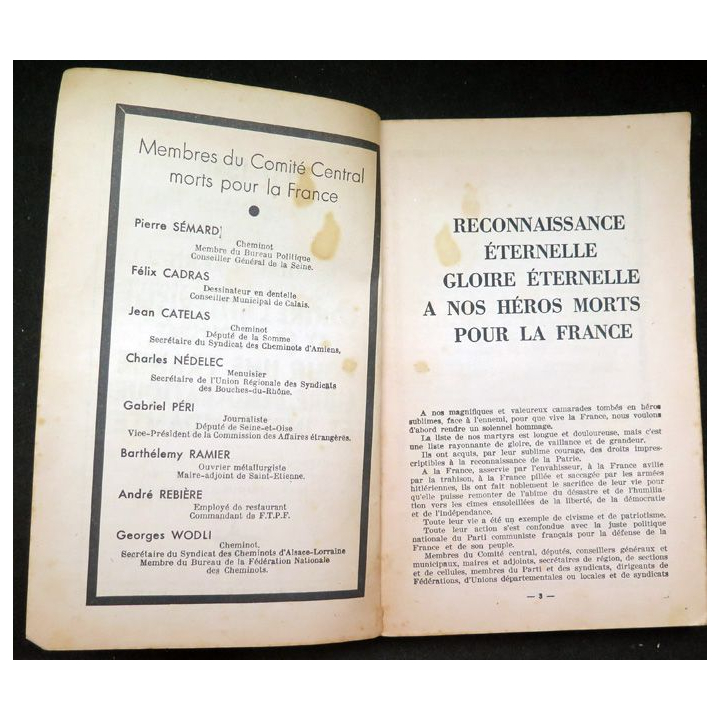 Membres du Comité Central
morts pour la France
Pierre SÉMARD
Cheminot
Membre du Bureau Politique
Conseiller Général de la Seine.
Félix CADRAS
Dessinateur en dentelle
Conseiller Municipal de Calais.
Jean CATELAS
Cheminot
Député de la Somme
Secrétaire du Syndicat des Cheminots d'Amiens,
Charles NÉDELEC
Menuisier
Secrétaire de l'Union Régionale des Syndicats
des Bouches-du-Rhône.
Gabriel PÉRI
Journaliste
Député de Seine-et-Oise
Vice-Président de la Commission des Affaires étrangères.
Barthélemy RAMIER
Ouvrier métallurgiste
Maire-adjoint de Saint-Etienne.
André REBIÈRE
Employé de restaurant
Commandant de F.T.P.F.
Georges WODLI
Cheminot.
Secrétaire du Syndicat des Cheminots d'Alsace-Lorraine
Membre du Bureau de la Fédération Nationale
des Cheminots.
RECONNAISSANCE
ÉTERNELLE
GLOIRE ÉTERNELLE
A NOS HÉROS MORTS
POUR LA FRANCE
A nos magnifiques et valeureux camarades tombés en héros
sublimes, face à l'ennemi, pour que vive la France, nous voulons
d'abord rendre un solennel hommage.
La liste de nos martyrs est longue et douloureuse, mais c'est
une liste rayonnante de gloire, de vaillance et de grandeur.
Ils ont acquis, par leur sublime courage, des droits impres-
criptibles à la reconnaissance de la Patrie.
A la France, asservie par l'envahisseur, à la France avilie
par la trahison, à la France pillée et saccagée par les armées
hitlériennes, ils ont fait noblement le sacrifice de leur vie pour
qu'elle puisse remonter de l'abîme du désastre et de l'humilia-
tion vers les cîmes ensoleillées de la liberté, de la démocratie
et de l'indépendance.
Toute leur vie a été un exemple de civisme et de patriotisme.
Toute leur action s'est confondue avec la juste politique
nationale du Parti communiste français pour la défense de la
France et de son peuple.
Membres du Comité central, députés, conseillers généraux et
municipaux, maires et adjoints, secrétaires de région, de sections
et de cellules, membres du Parti et des syndicats, dirigeants de
Fédérations, d'Unions départementales ou locales et de syndicats
— 3 —